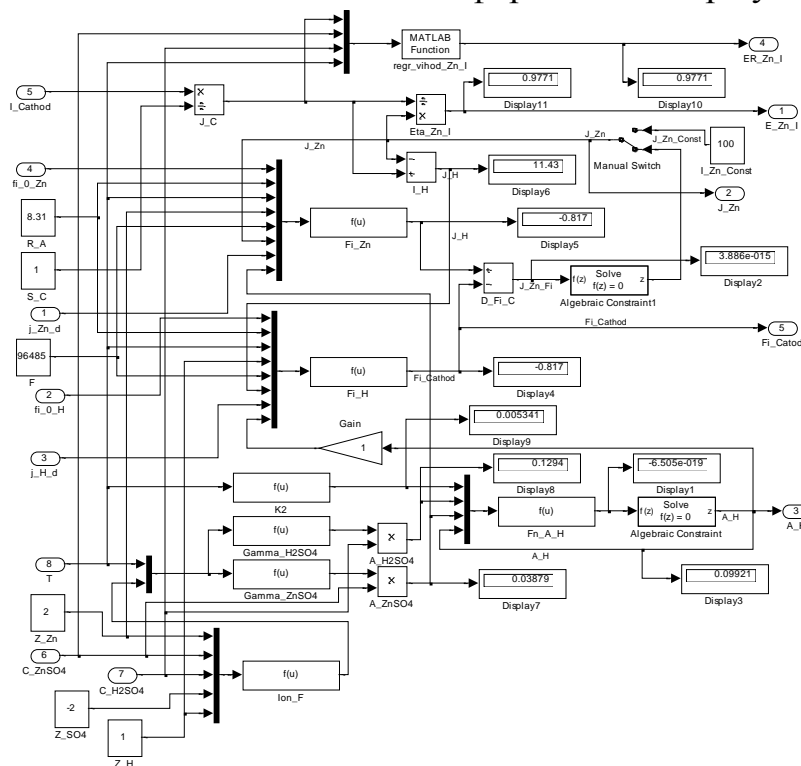 MATLAB
Function
regr_vihod_Zn_I
4
ER_Zn_I
5
I_Cathod
J_C
0.9771
Display11
0.9771
Display10
Eta_Zn_I
1
E_Zn_I
J_Zn
J_Zn
J_Zn_Const
100
I_Zn_Const
Manual Switch
4
fi_0_Zn
I_H
J_H
11.43
Display6
2
J_Zn
8.31
R_A
f(u)
Fi_Zn
-0.817
Display5
J_H
1
S_C
3.886e-015
Display2
D_Fi_C
J_Zn_Fi
f(z)
Solve
f(z) = 0
z
Algebraic Constraint1
1
j_Zn_d
Fi_Cathod
5
Fi_Catod
96485
F
f(u)
Fi_H
Fi_Cathod
-0.817
Display4
2
fi_0_H
Gain
1
0.005341
Display9
3
j_H_d
0.1294
Display8
-6.505e-019
Display1
f(u)
K2
f(u)
Fn_A_H
f(z)
Solve
f(z) = 0
z
Algebraic Constraint
A_H
3
f(u)
Gamma_H2SO4
A_H2SO4
A_H
8
T
f(u)
Gamma_ZnSO4
A_ZnSO4
0.03879
Display7
0.09921
Display3
2
Z_Zn
6
C_ZnSO4
7
C_H2SO4
f(u)
Ion_F
-2
Z_SO4
1
Z_H